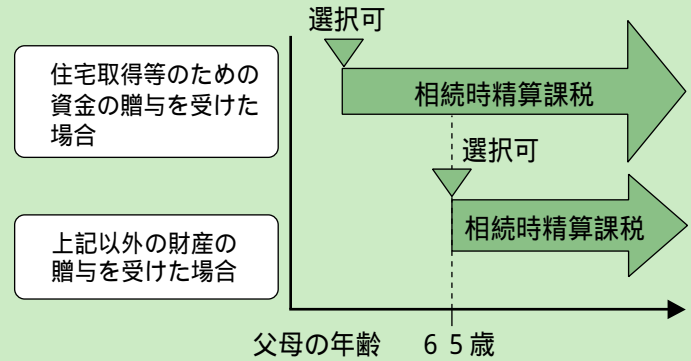 選択可
住宅取得等のための
資金の贈与を受けた
場合
相続時精算課税
選択可
上記以外の財産の
贈与を受けた場合
相続時精算課税
父母の年齢 65歳